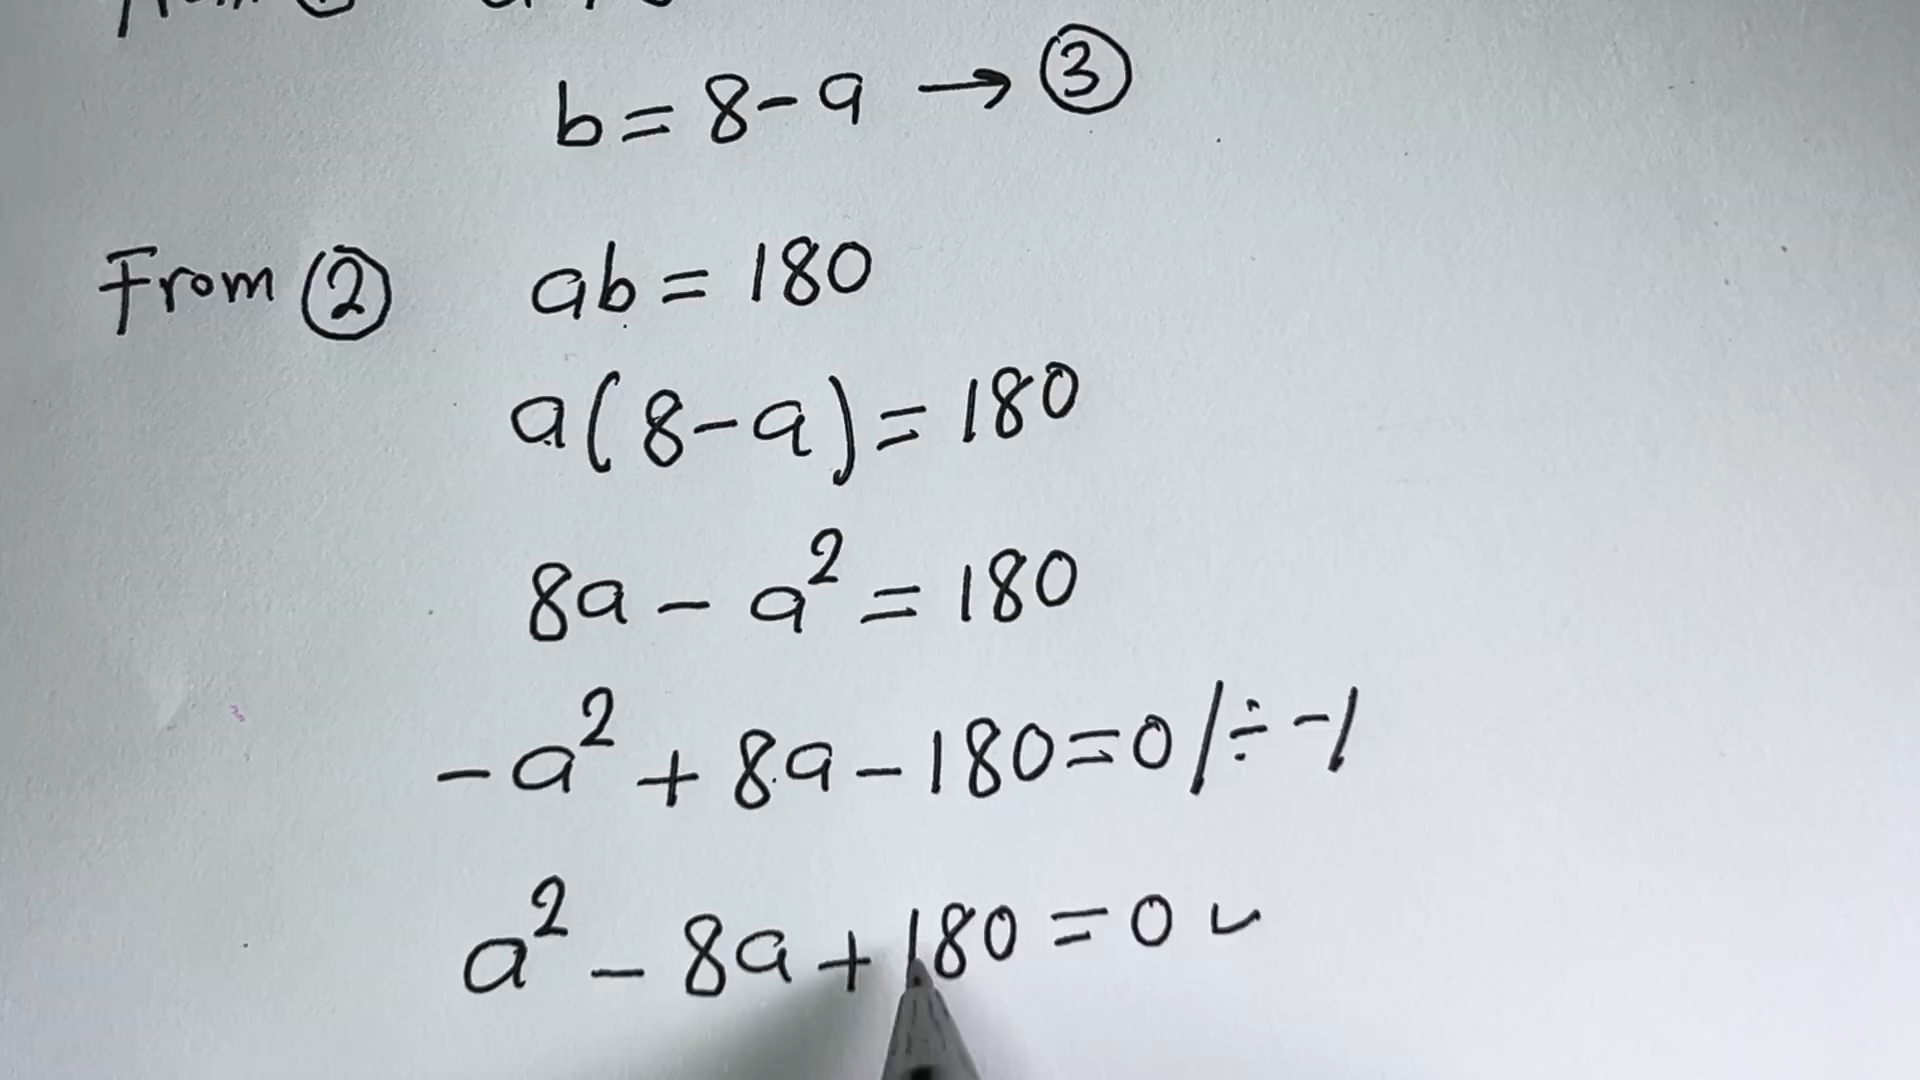 b = 8 - a → ③
From ② ab = 180
a(8 - a) = 180
8a - a² = 180
-a² + 8a - 180 = 0 / ÷ -1
a² - 8a + 180 = 0